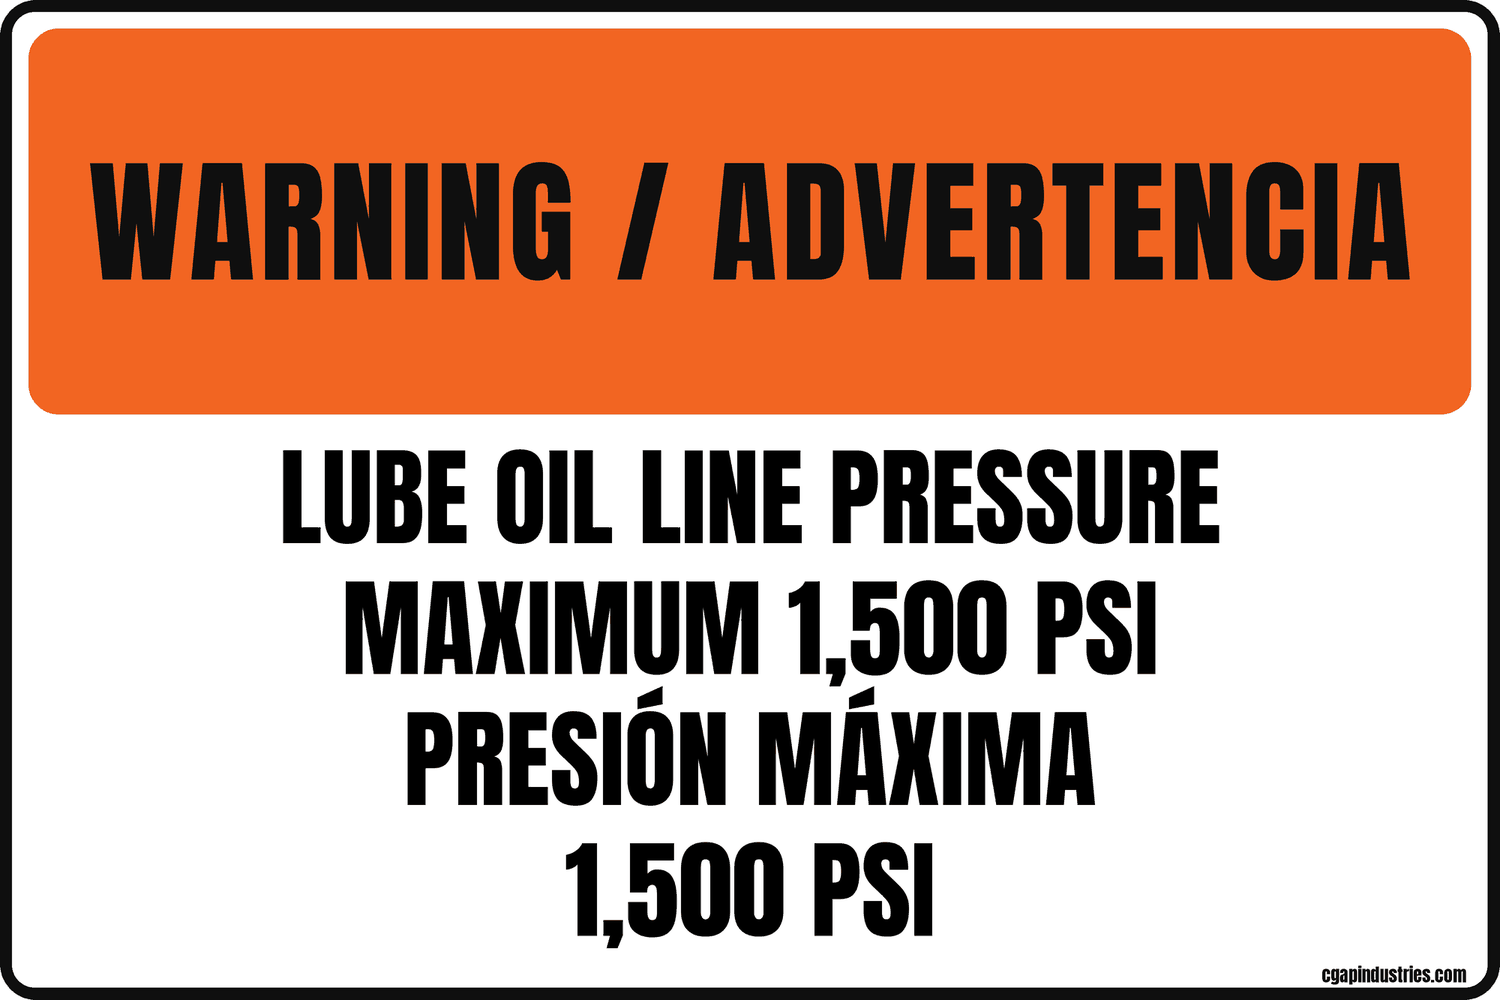 WARNING / ADVERTENCIA
LUBE OIL LINE PRESSURE
MAXIMUM 1,500 PSI
PRESIÓN MÁXIMA
1,500 PSI
cgapindustries.com